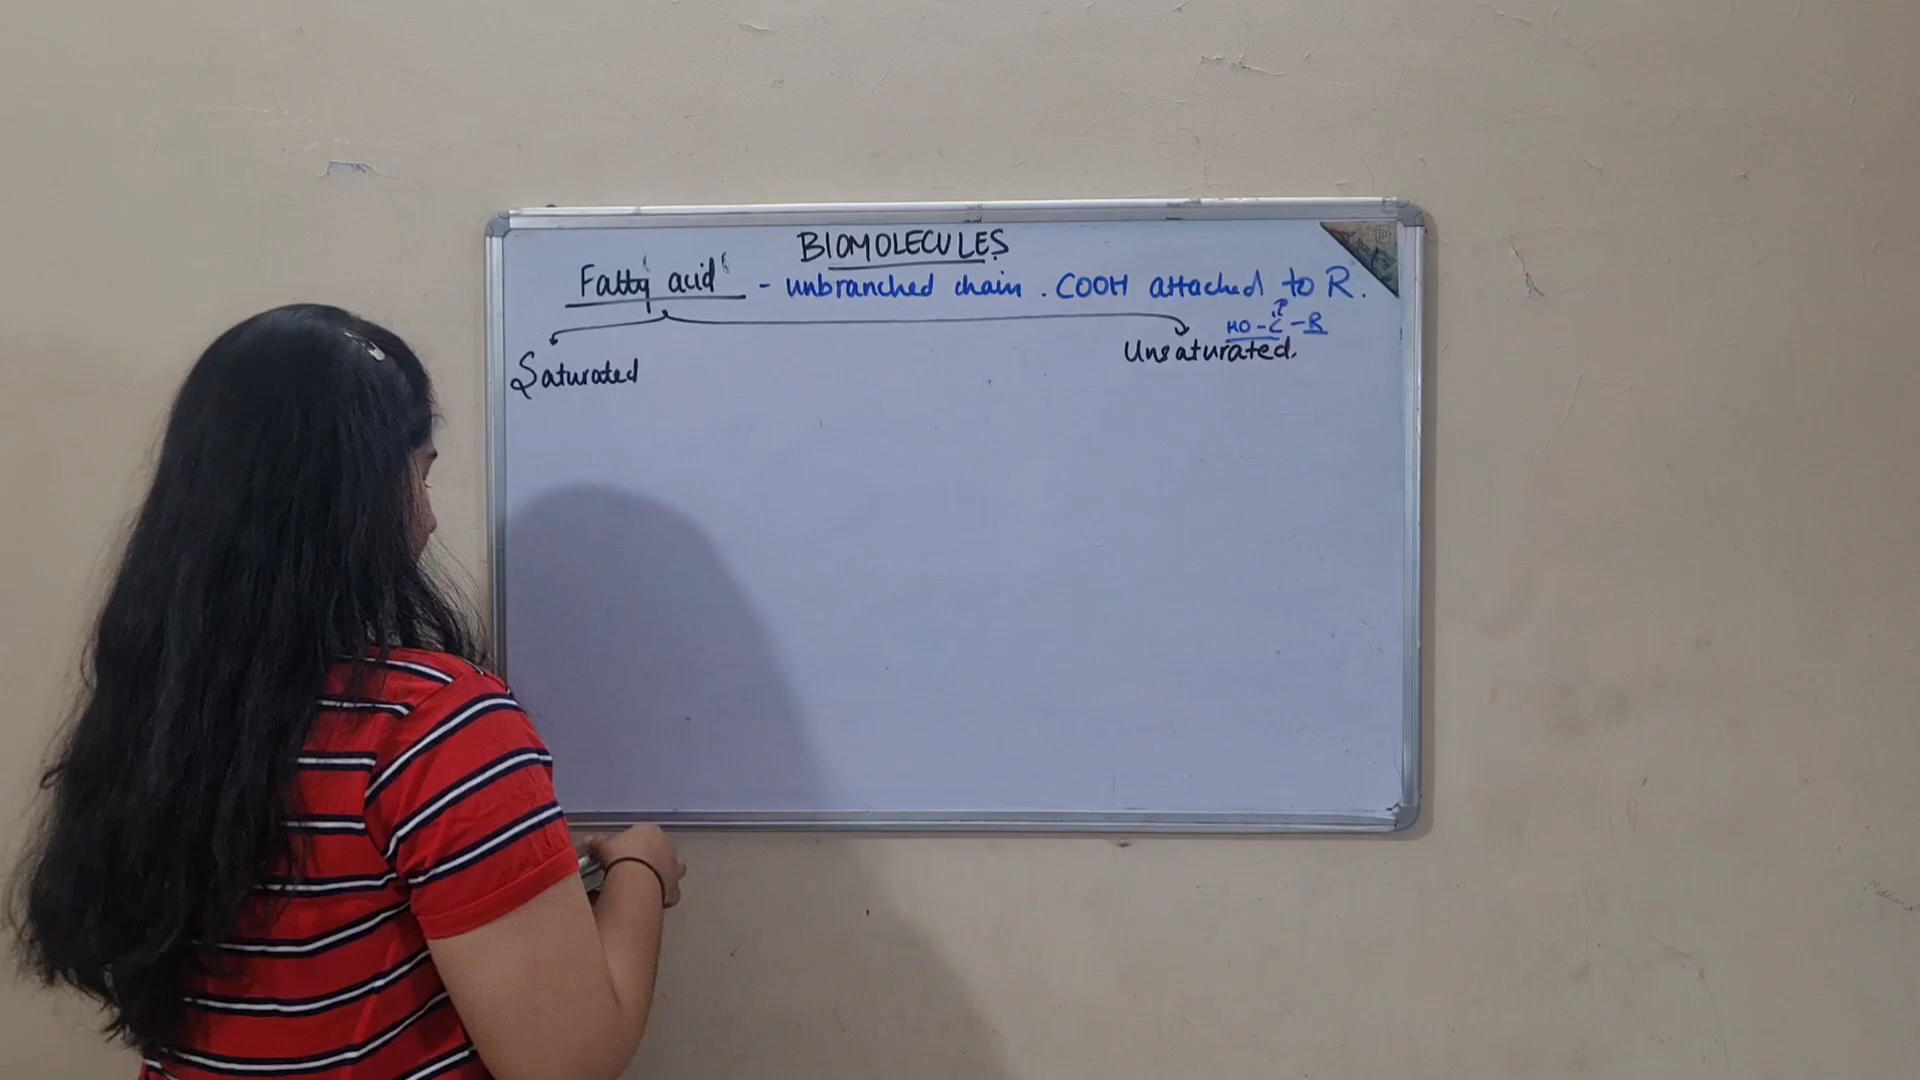 BIOMOLECULES
Fatty acid - unbranched chain. COOH attached to R.
HO-C-R
Saturated
Unsaturated.